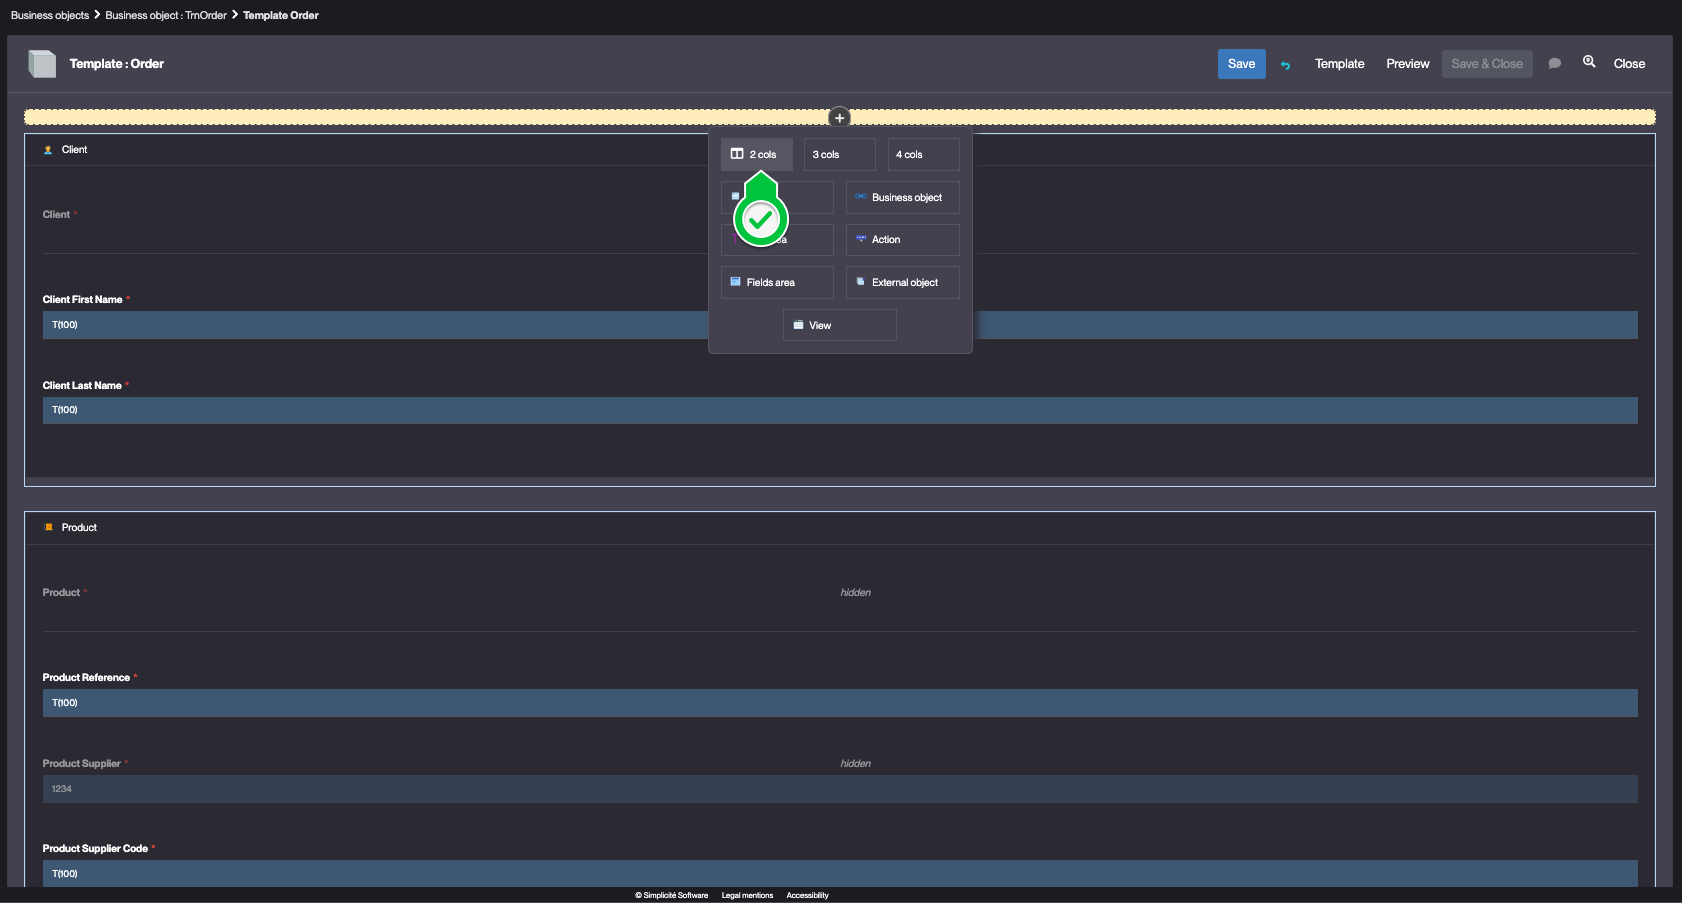 Business objects > Business object : TrnOrder > Template Order
Template : Order
Save
Template
Preview
Save & Close
Close
Client
2 cols
3 cols
4 cols
Business object
Client *
Action
Fields area
External object
View
Client First Name *
T(100)
Client Last Name *
T(100)
Product
Product *
hidden
Product Reference *
T(100)
Product Supplier *
hidden
1234
Product Supplier Code *
T(100)
© Simplicité Software
Legal mentions
Accessibility